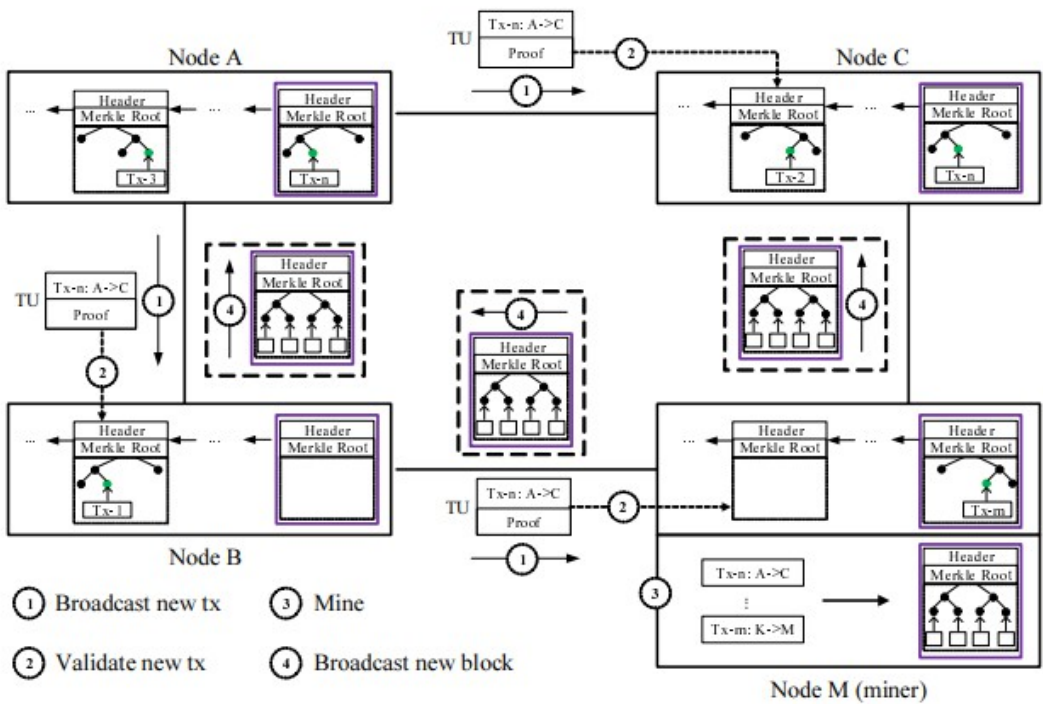 Tx-n: A->C
TU
Proof
2
1
Node A
Node C
...
Header
Merkle Root
Tx-3
...
Header
Merkle Root
Tx-n
...
Header
Merkle Root
Tx-2
...
Header
Merkle Root
Tx-n
TU
Tx-n: A->C
Proof
1
2
4
Header
Merkle Root
4
Header
Merkle Root
Header
Merkle Root
4
...
Header
Merkle Root
Tx-1
...
Header
Merkle Root
Node B
TU
Tx-n: A->C
Proof
2
1
...
Header
Merkle Root
...
Header
Merkle Root
Tx-m
3
Tx-n: A->C
⋮
Tx-m: K->M
Header
Merkle Root
Node M (miner)
1 Broadcast new tx
3 Mine
2 Validate new tx
4 Broadcast new block